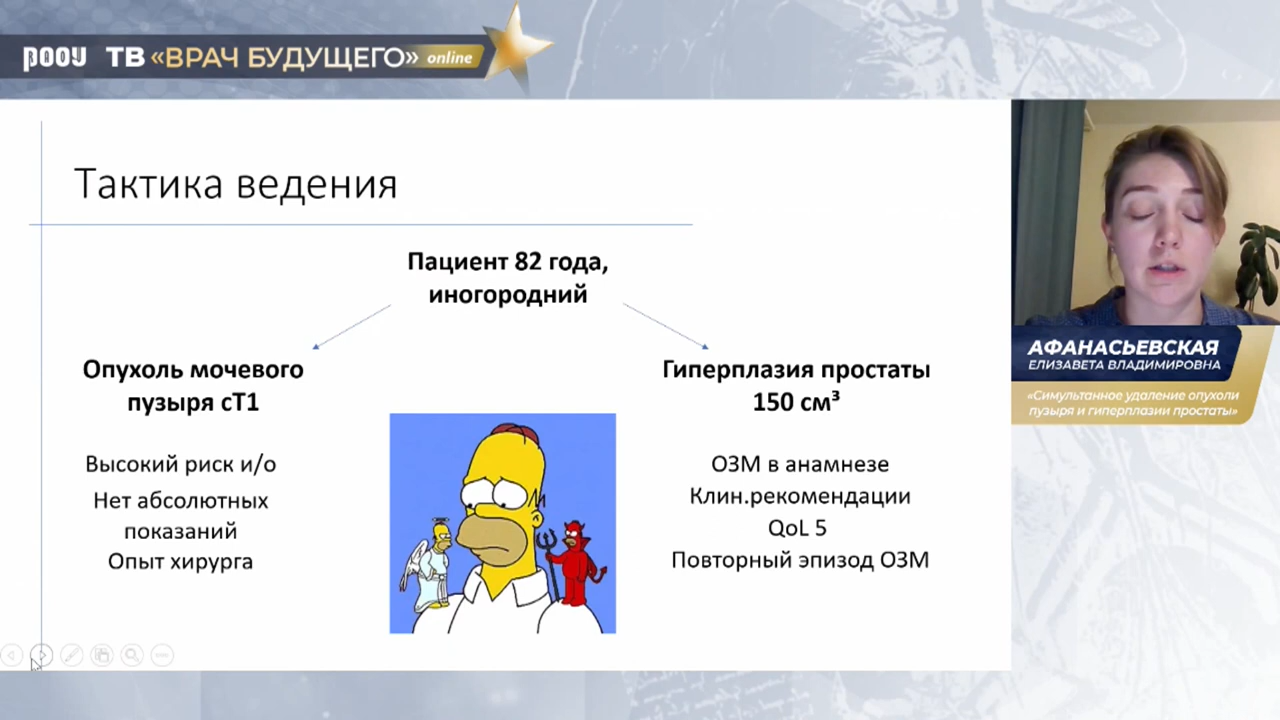 РООУ ТВ «ВРАЧ БУДУЩЕГО» online
Тактика ведения
Пациент 82 года,
иногородний
Опухоль мочевого
пузыря сТ1
Высокий риск и/о
Нет абсолютных
показаний
Опыт хирурга
Гиперплазия простаты
150 см³
ОЗМ в анамнезе
Клин.рекомендации
QoL 5
Повторный эпизод ОЗМ
АФАНАСЬЕВСКАЯ
ЕЛИЗАВЕТА ВЛАДИМИРОВНА
«Симультанное удаление опухоли
пузыря и гиперплазии простаты»